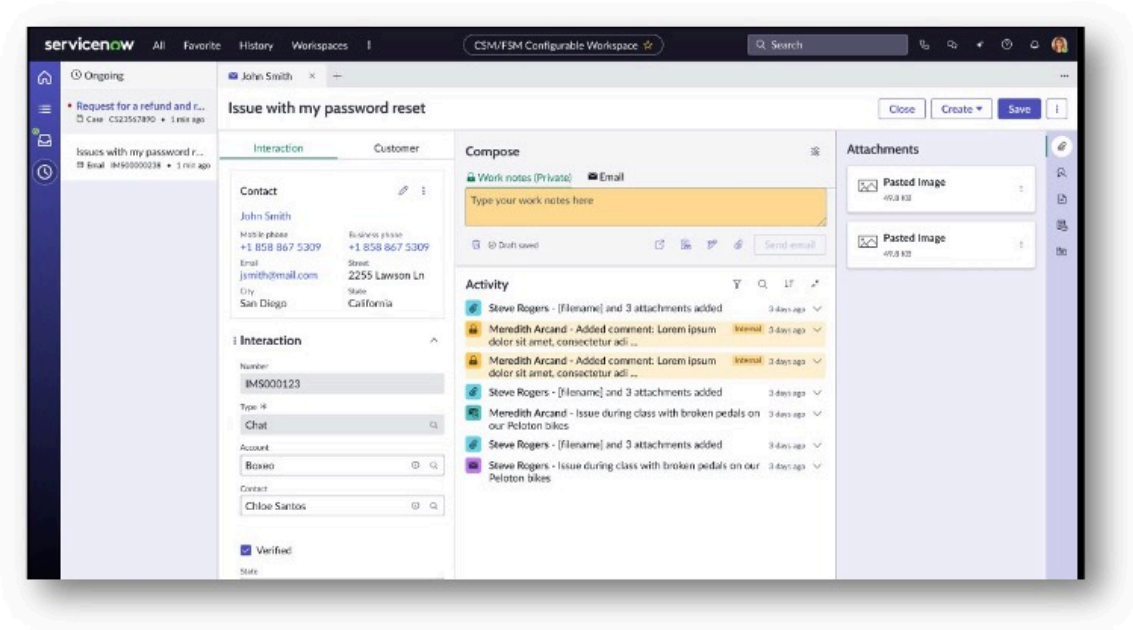 servicenow All Favorite History Workspaces
CSM/FSM Configurable Workspace ☆ Search
Ongoing
Request for a refund and r...
Case CS23567890 • 1 min ago
Issues with my password r...
Email IMS00000238 • 1 min ago
John Smith × +
Issue with my password reset
Close Create Save
Interaction Customer
Contact
John Smith
Mobile phone Business phone
+1 858 867 5309 +1 858 867 5309
Email Street
jsmith@mail.com 2255 Lawson Ln
City State
San Diego California
Interaction
Number
IMS000123
Type
Chat
Account
Boxeo
Contact
Chloe Santos
Verified
State
Compose
Work notes (Private) Email
Type your work notes here
Draft saved Send email
Activity
Steve Rogers - [filename] and 3 attachments added 3 days ago
Meredith Arcand - Added comment: Lorem ipsum Internal 3 days ago
dolor sit amet, consectetur adi ...
Meredith Arcand - Added comment: Lorem ipsum Internal 3 days ago
dolor sit amet, consectetur adi ...
Steve Rogers - [filename] and 3 attachments added 3 days ago
Meredith Arcand - Issue during class with broken pedals on 3 days ago
our Peloton bikes
Steve Rogers - [filename] and 3 attachments added 3 days ago
Steve Rogers - Issue during class with broken pedals on our 3 days ago
Peloton bikes
Attachments
Pasted Image
49.8 KB
Pasted Image
49.8 KB